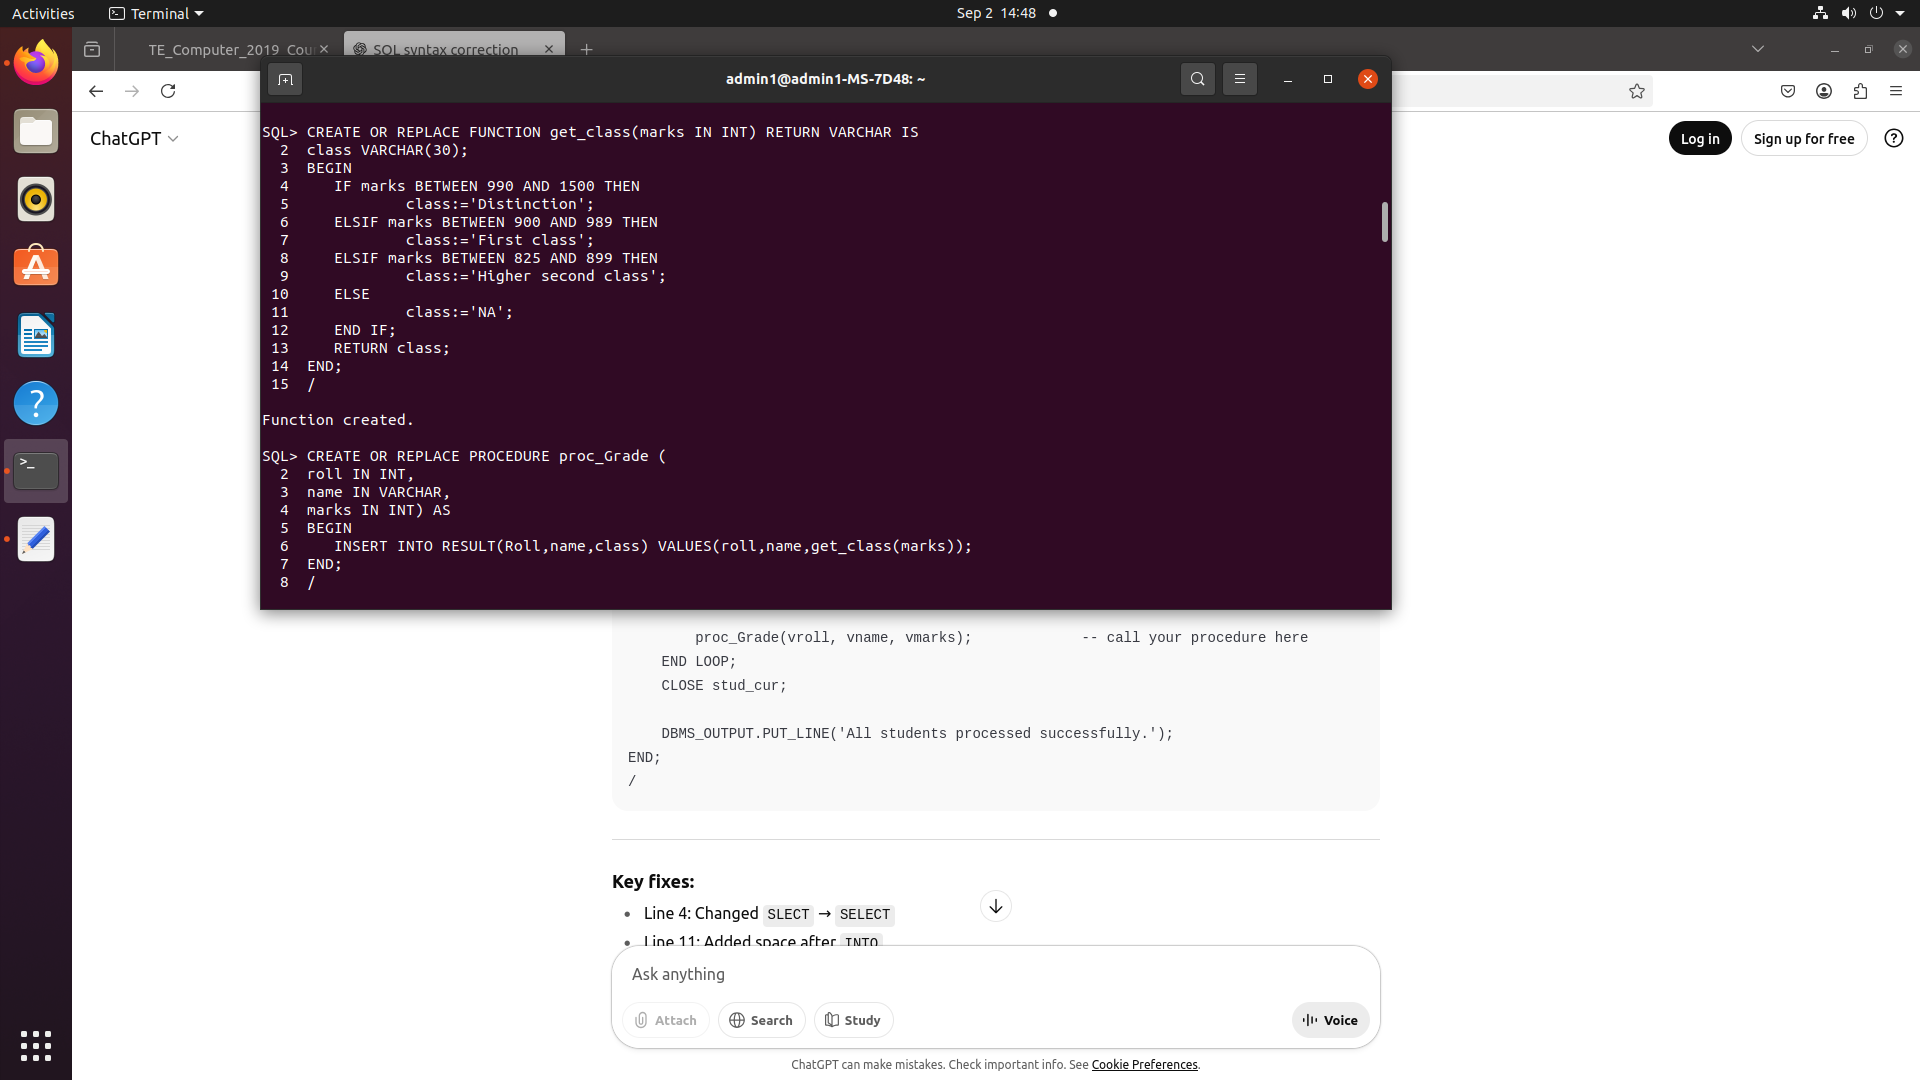 Activities
Terminal
Sep 2 14:48
TE_Computer_2019_Cou
SQL syntax correction
admin1@admin1-MS-7D48: ~
ChatGPT
Log in
Sign up for free
SQL> CREATE OR REPLACE FUNCTION get_class(marks IN INT) RETURN VARCHAR IS
2 class VARCHAR(30);
3 BEGIN
4 IF marks BETWEEN 990 AND 1500 THEN
5 class:='Distinction';
6 ELSIF marks BETWEEN 900 AND 989 THEN
7 class:='First class';
8 ELSIF marks BETWEEN 825 AND 899 THEN
9 class:='Higher second class';
10 ELSE
11 class:='NA';
12 END IF;
13 RETURN class;
14 END;
15 /
Function created.
SQL> CREATE OR REPLACE PROCEDURE proc_Grade (
2 roll IN INT,
3 name IN VARCHAR,
4 marks IN INT) AS
5 BEGIN
6 INSERT INTO RESULT(Roll,name,class) VALUES(roll,name,get_class(marks));
7 END;
8 /
proc_Grade(vroll, vname, vmarks); -- call your procedure here
END LOOP;
CLOSE stud_cur;
DBMS_OUTPUT.PUT_LINE('All students processed successfully.');
END;
/
Key fixes:
• Line 4: Changed SLECT → SELECT
• Line 11: Added space after INTO
Ask anything
Attach
Search
Study
Voice
ChatGPT can make mistakes. Check important info. See Cookie Preferences.